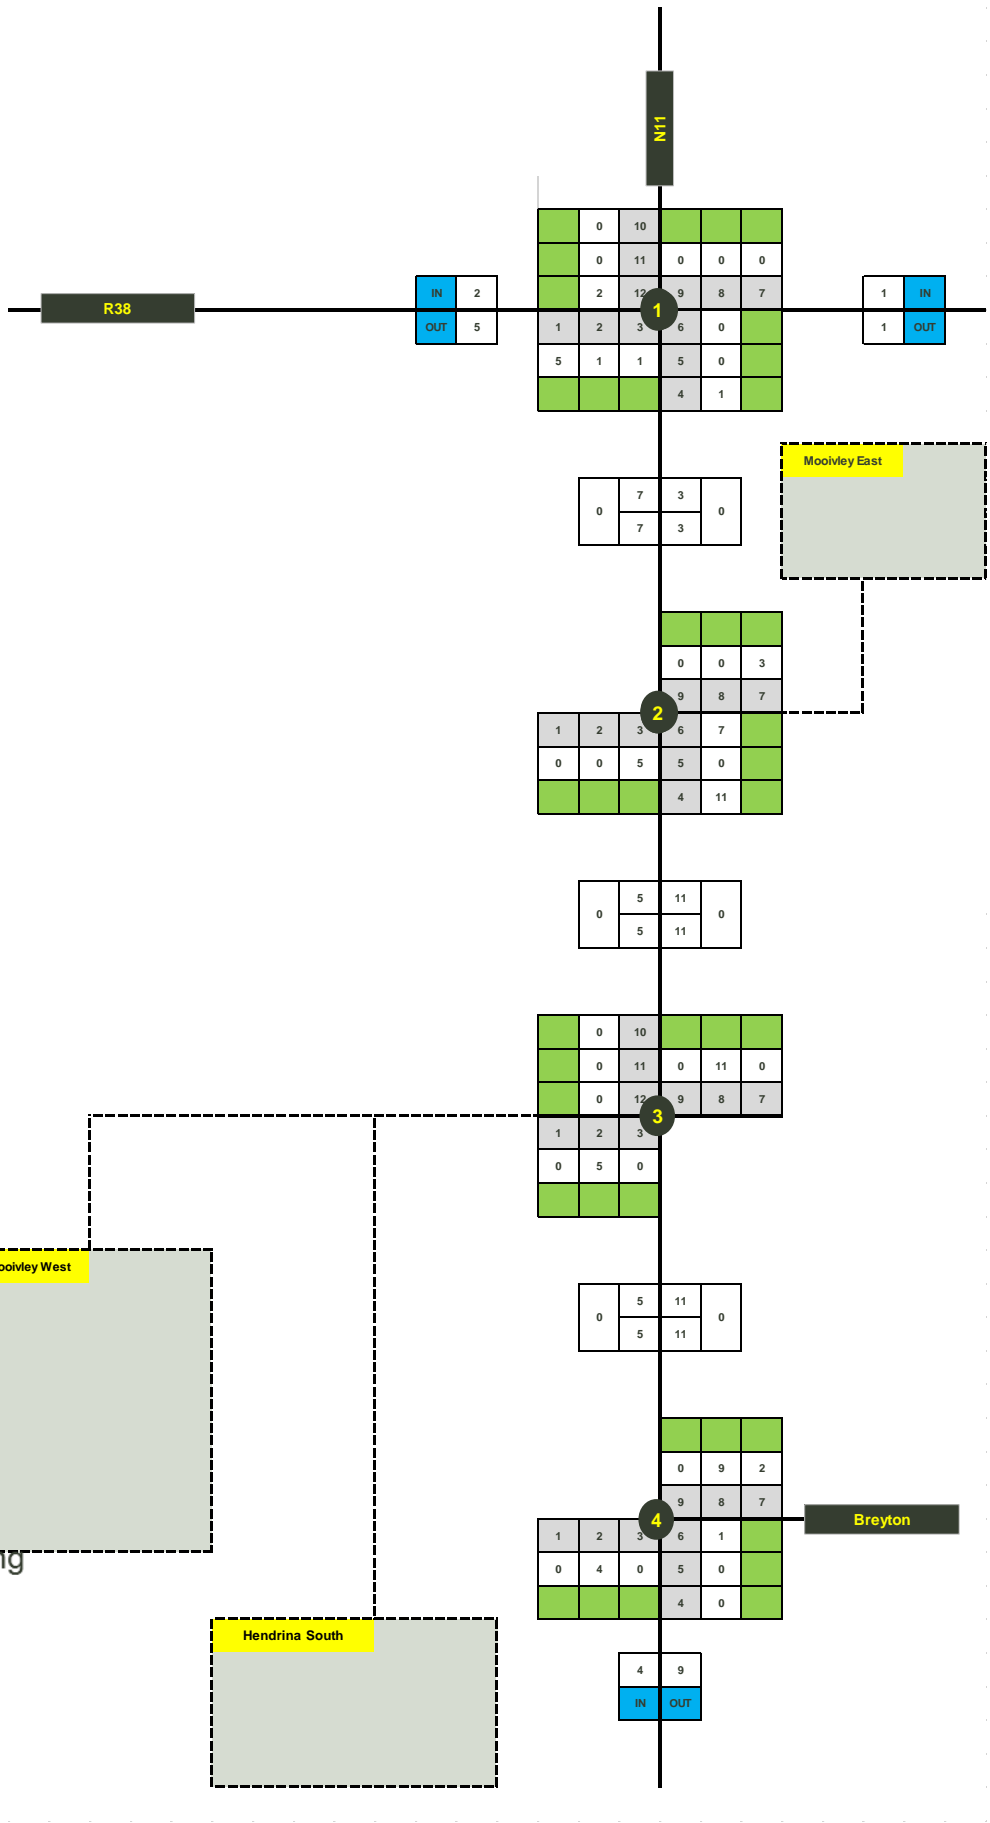 N11
0 10
0 11 0 0 0
IN 2 2 12 9 8 7 1 IN
R38 1
OUT 5 1 2 3 6 0 1 OUT
5 1 1 5 0
4 1
Mooivley East
0 7 3 0
7 3
0 0 3
9 8 7
2
1 2 3 6 7
0 0 5 5 0
4 11
0 5 11 0
5 11
0 10
0 11 0 11 0
0 12 9 8 7
3
1 2 3
0 5 0
ooivley West
0 5 11 0
5 11
0 9 2
9 8 7
4 Breyton
1 2 3 6 1
0 4 0 5 0
4 0
Hendrina South
4 9
IN OUT